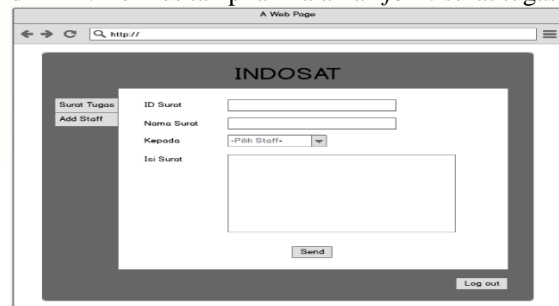 A Web Page
http://
INDOSAT
Surat Tugas
Add Staff
ID Surat
Nama Surat
Kepada
-Pilih Staff-
Isi Surat
Send
Log out